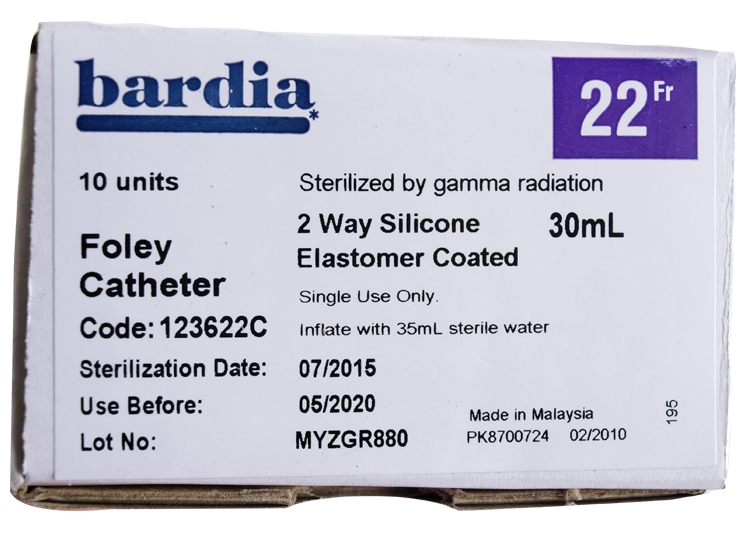 bardia*
22 Fr
10 units
Sterilized by gamma radiation
Foley
Catheter
2 Way Silicone
Elastomer Coated
30mL
Single Use Only.
Code: 123622C
Inflate with 35mL sterile water
Sterilization Date: 07/2015
Use Before: 05/2020
Lot No: MYZGR880
Made in Malaysia
PK8700724 02/2010
195